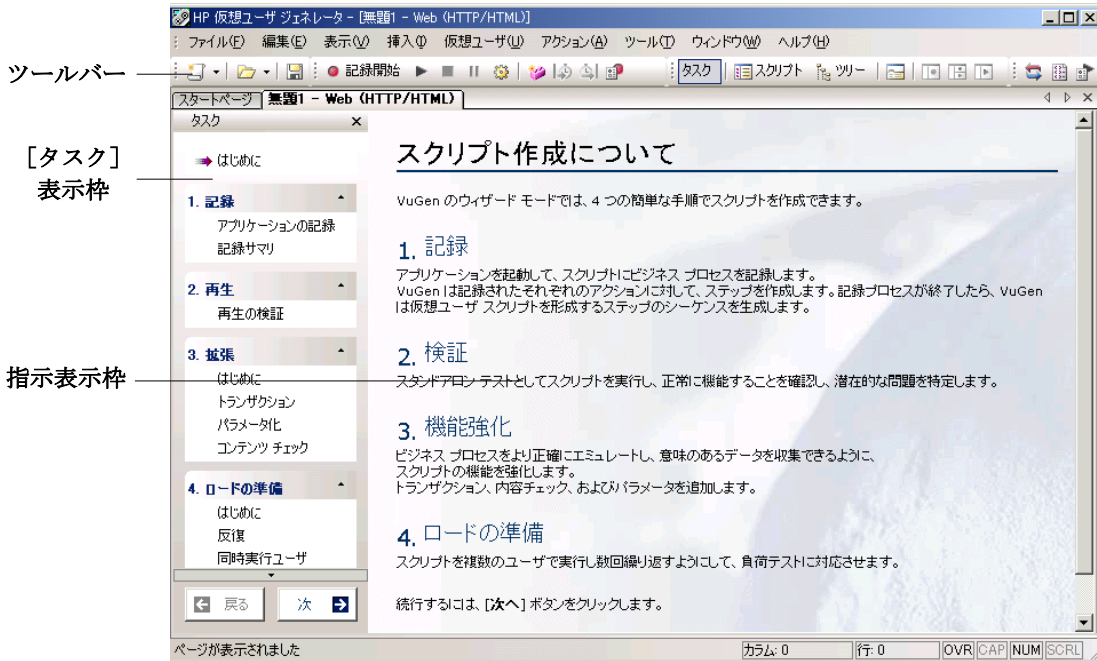 HP 仮想ユーザ ジェネレータ - [無題1 - Web (HTTP/HTML)]
ファイル(F) 編集(E) 表示(V) 挿入(I) 仮想ユーザ(U) アクション(A) ツール(T) ウィンドウ(W) ヘルプ(H)
ツールバー
記録開始 タスク スクリプト ツリー
スタートページ 無題1 - Web (HTTP/HTML)
タスク
[タスク]
表示枠
はじめに
1. 記録
アプリケーションの記録
記録サマリ
2. 再生
再生の検証
指示表示枠
3. 拡張
はじめに
トランザクション
パラメータ化
コンテンツ チェック
4. ロードの準備
はじめに
反復
同時実行ユーザ
戻る 次
スクリプト作成について
VuGen のウィザード モードでは、4 つの簡単な手順でスクリプトを作成できます。
1. 記録
アプリケーションを起動して、スクリプトにビジネス プロセスを記録します。
VuGen は記録されたそれぞれのアクションに対して、ステップを作成します。記録プロセスが終了したら、VuGen
は仮想ユーザ スクリプトを形成するステップのシーケンスを生成します。
2. 検証
スタンドアロン テストとしてスクリプトを実行し、正常に機能することを確認し、潜在的な問題を特定します。
3. 機能強化
ビジネス プロセスをより正確にエミュレートし、意味のあるデータを収集できるように、
スクリプトの機能を強化します。
トランザクション、内容チェック、およびパラメータを追加します。
4. ロードの準備
スクリプトを複数のユーザで実行し数回繰り返すようにして、負荷テストに対応させます。
続行するには、[次へ] ボタンをクリックします。
ページが表示されました カラム: 0 行: 0 OVR CAP NUM SCRL